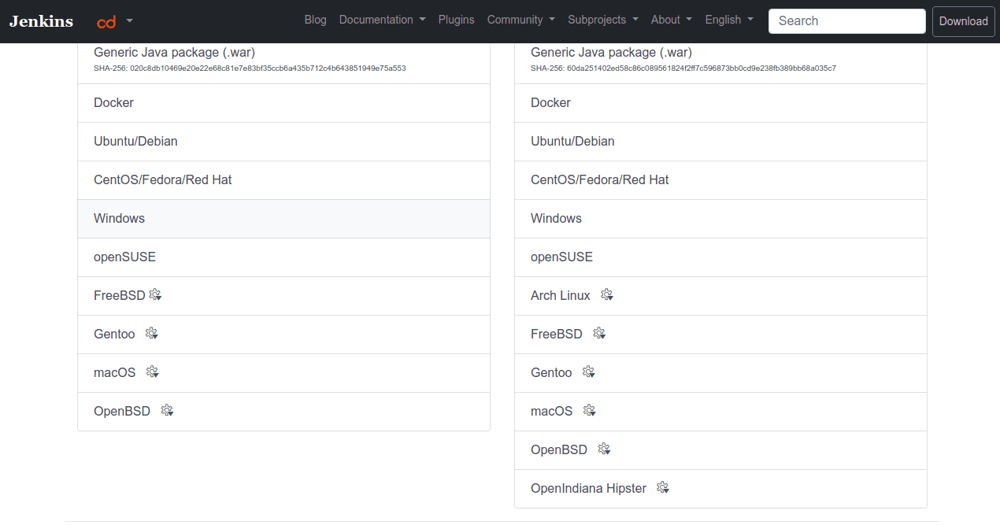 Jenkins cd Blog Documentation Plugins Community Subprojects About English Search Download
Generic Java package (.war)
SHA-256: 020c8db10469e20e22e68c81e7e83bf35ccb6a435b712c4b643851949e75a553
Docker
Ubuntu/Debian
CentOS/Fedora/Red Hat
Windows
openSUSE
FreeBSD
Gentoo
macOS
OpenBSD
Generic Java package (.war)
SHA-256: 60da251402ed58c86c089561824f2ff7c596873bb0cd9e238fb389bb68a035c7
Docker
Ubuntu/Debian
CentOS/Fedora/Red Hat
Windows
openSUSE
Arch Linux
FreeBSD
Gentoo
macOS
OpenBSD
OpenIndiana Hipster